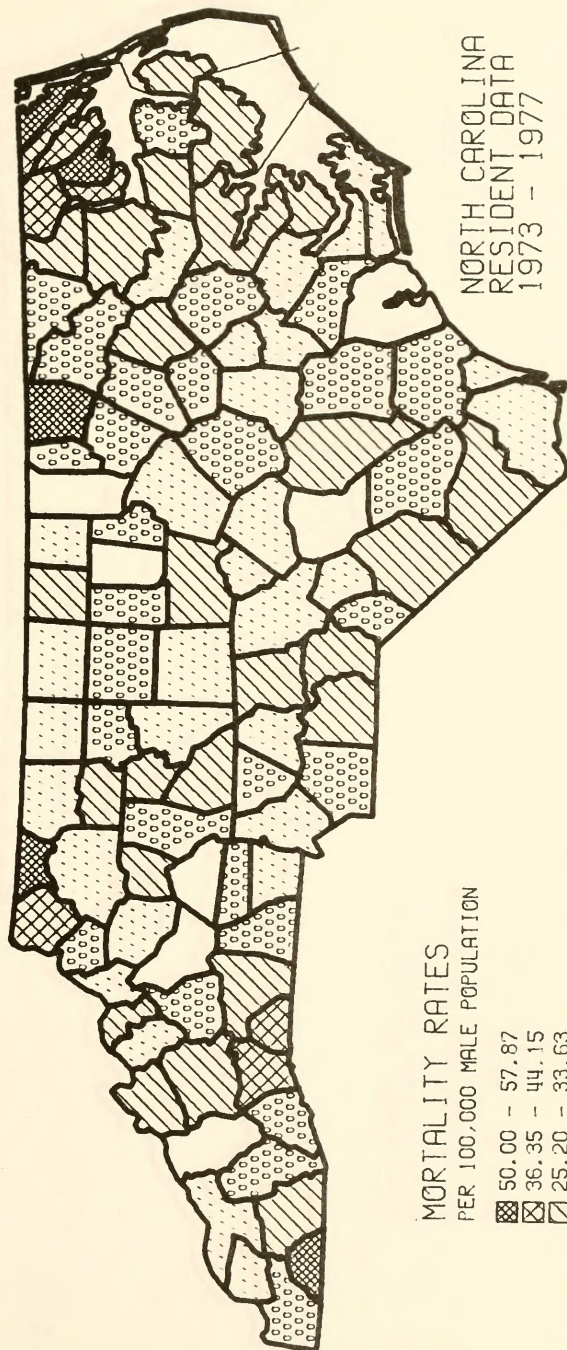 NORTH CAROLINA
RESIDENT DATA
1973 - 1977
MORTALITY RATES
PER 100,000 MALE POPULATION
50.00 - 57.87
36.35 - 44.15
25.20 - 33.63